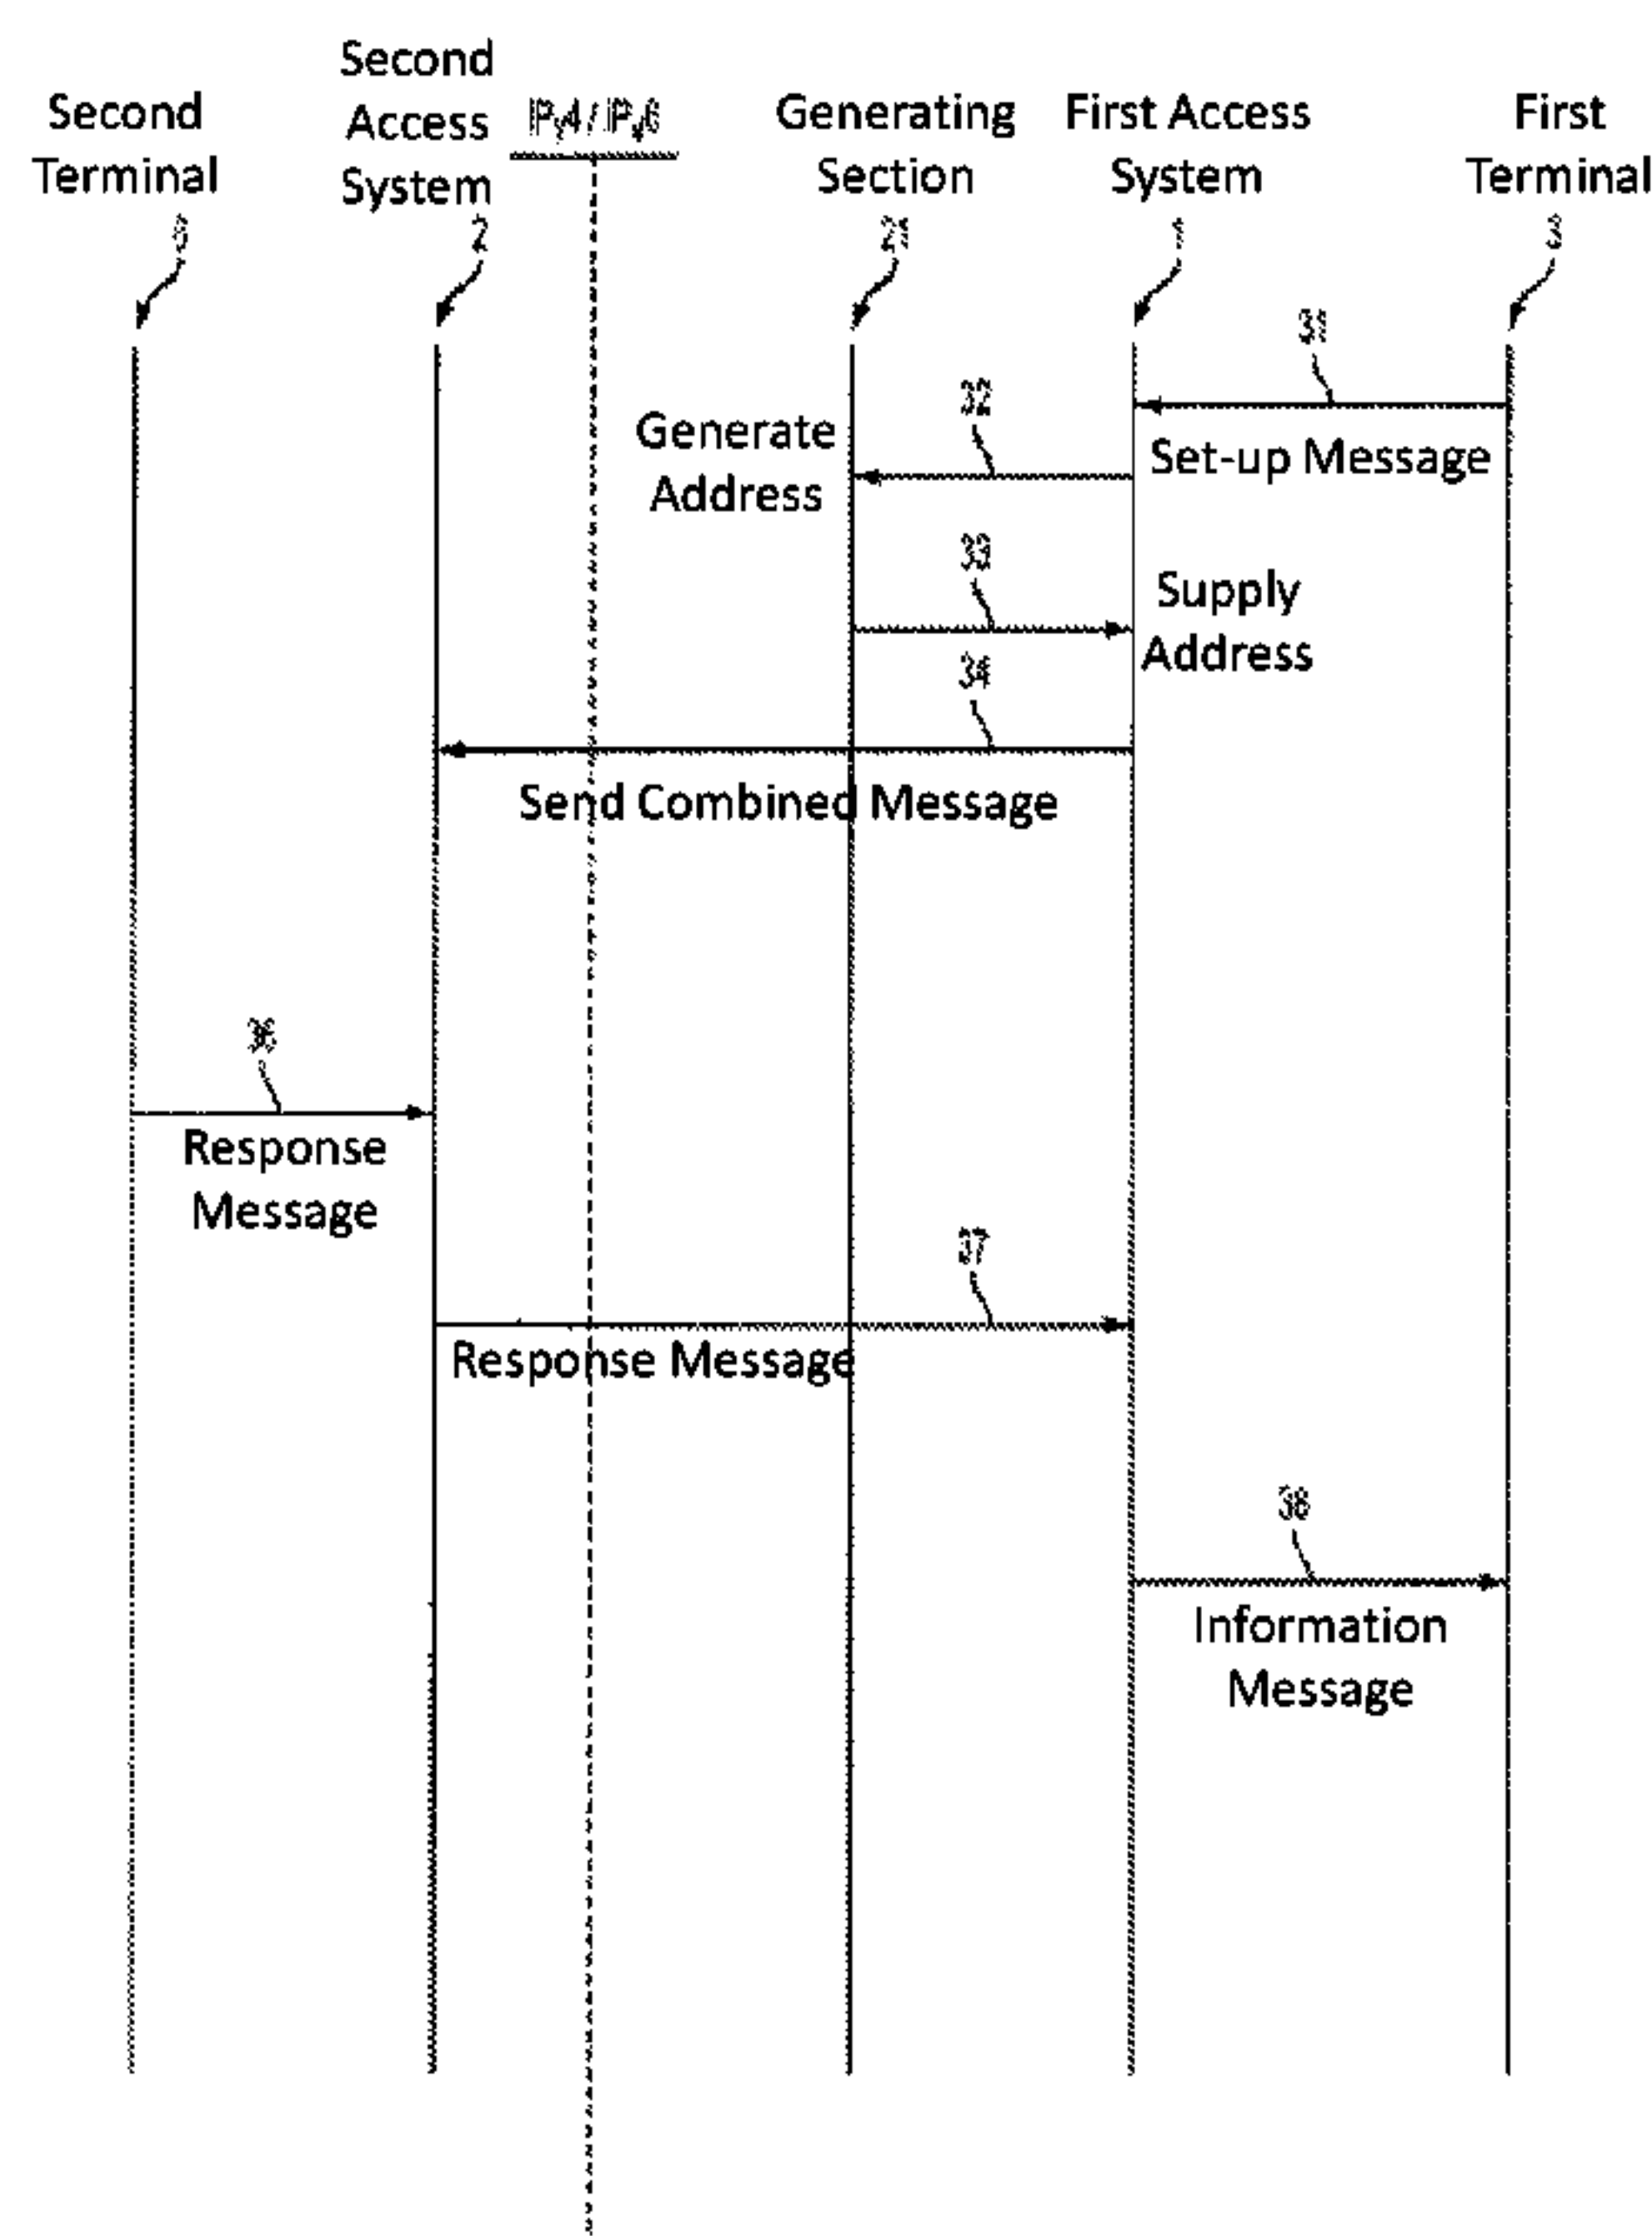 Second
Terminal
Second
Access
System
2
IPv4 / IPv6
Generating
Section
21
First Access
System
1
First
Terminal
31
Set-up Message
32
Generate
Address
33
Supply
Address
34
Send Combined Message
36
Response
Message
37
Response Message
38
Information
Message